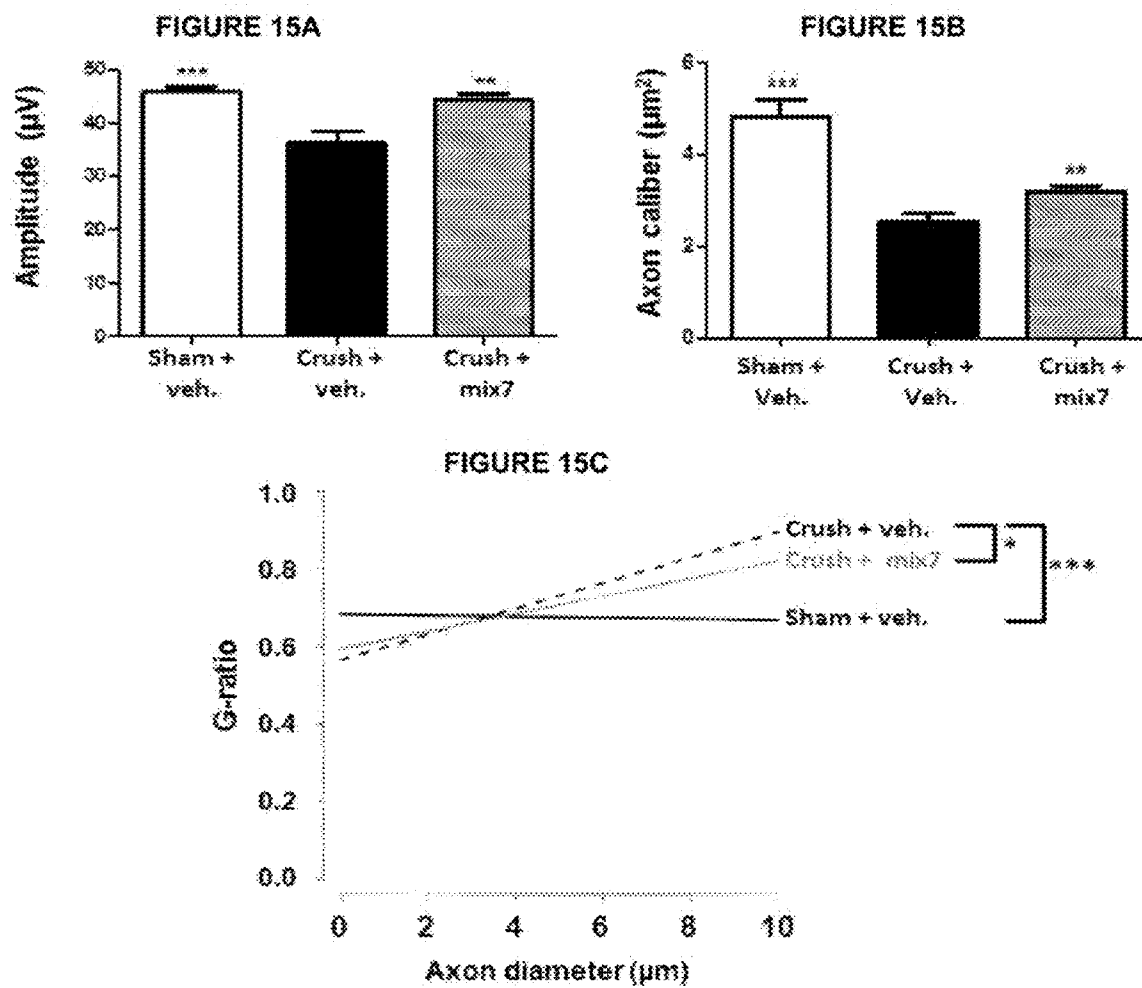 FIGURE 15A
***
**
50
40
30
20
10
0
Amplitude (µV)
Sham +
veh.
Crush +
veh.
Crush +
mix7
FIGURE 15B
***
**
6
4
2
0
Axon caliber (µm²)
Sham +
Veh.
Crush +
Veh.
Crush +
mix7
FIGURE 15C
1.0
0.8
0.6
0.4
0.2
0.0
G-ratio
Crush + veh.
Crush + mix7
Sham + veh.
*
***
0 2 4 6 8 10
Axon diameter (µm)